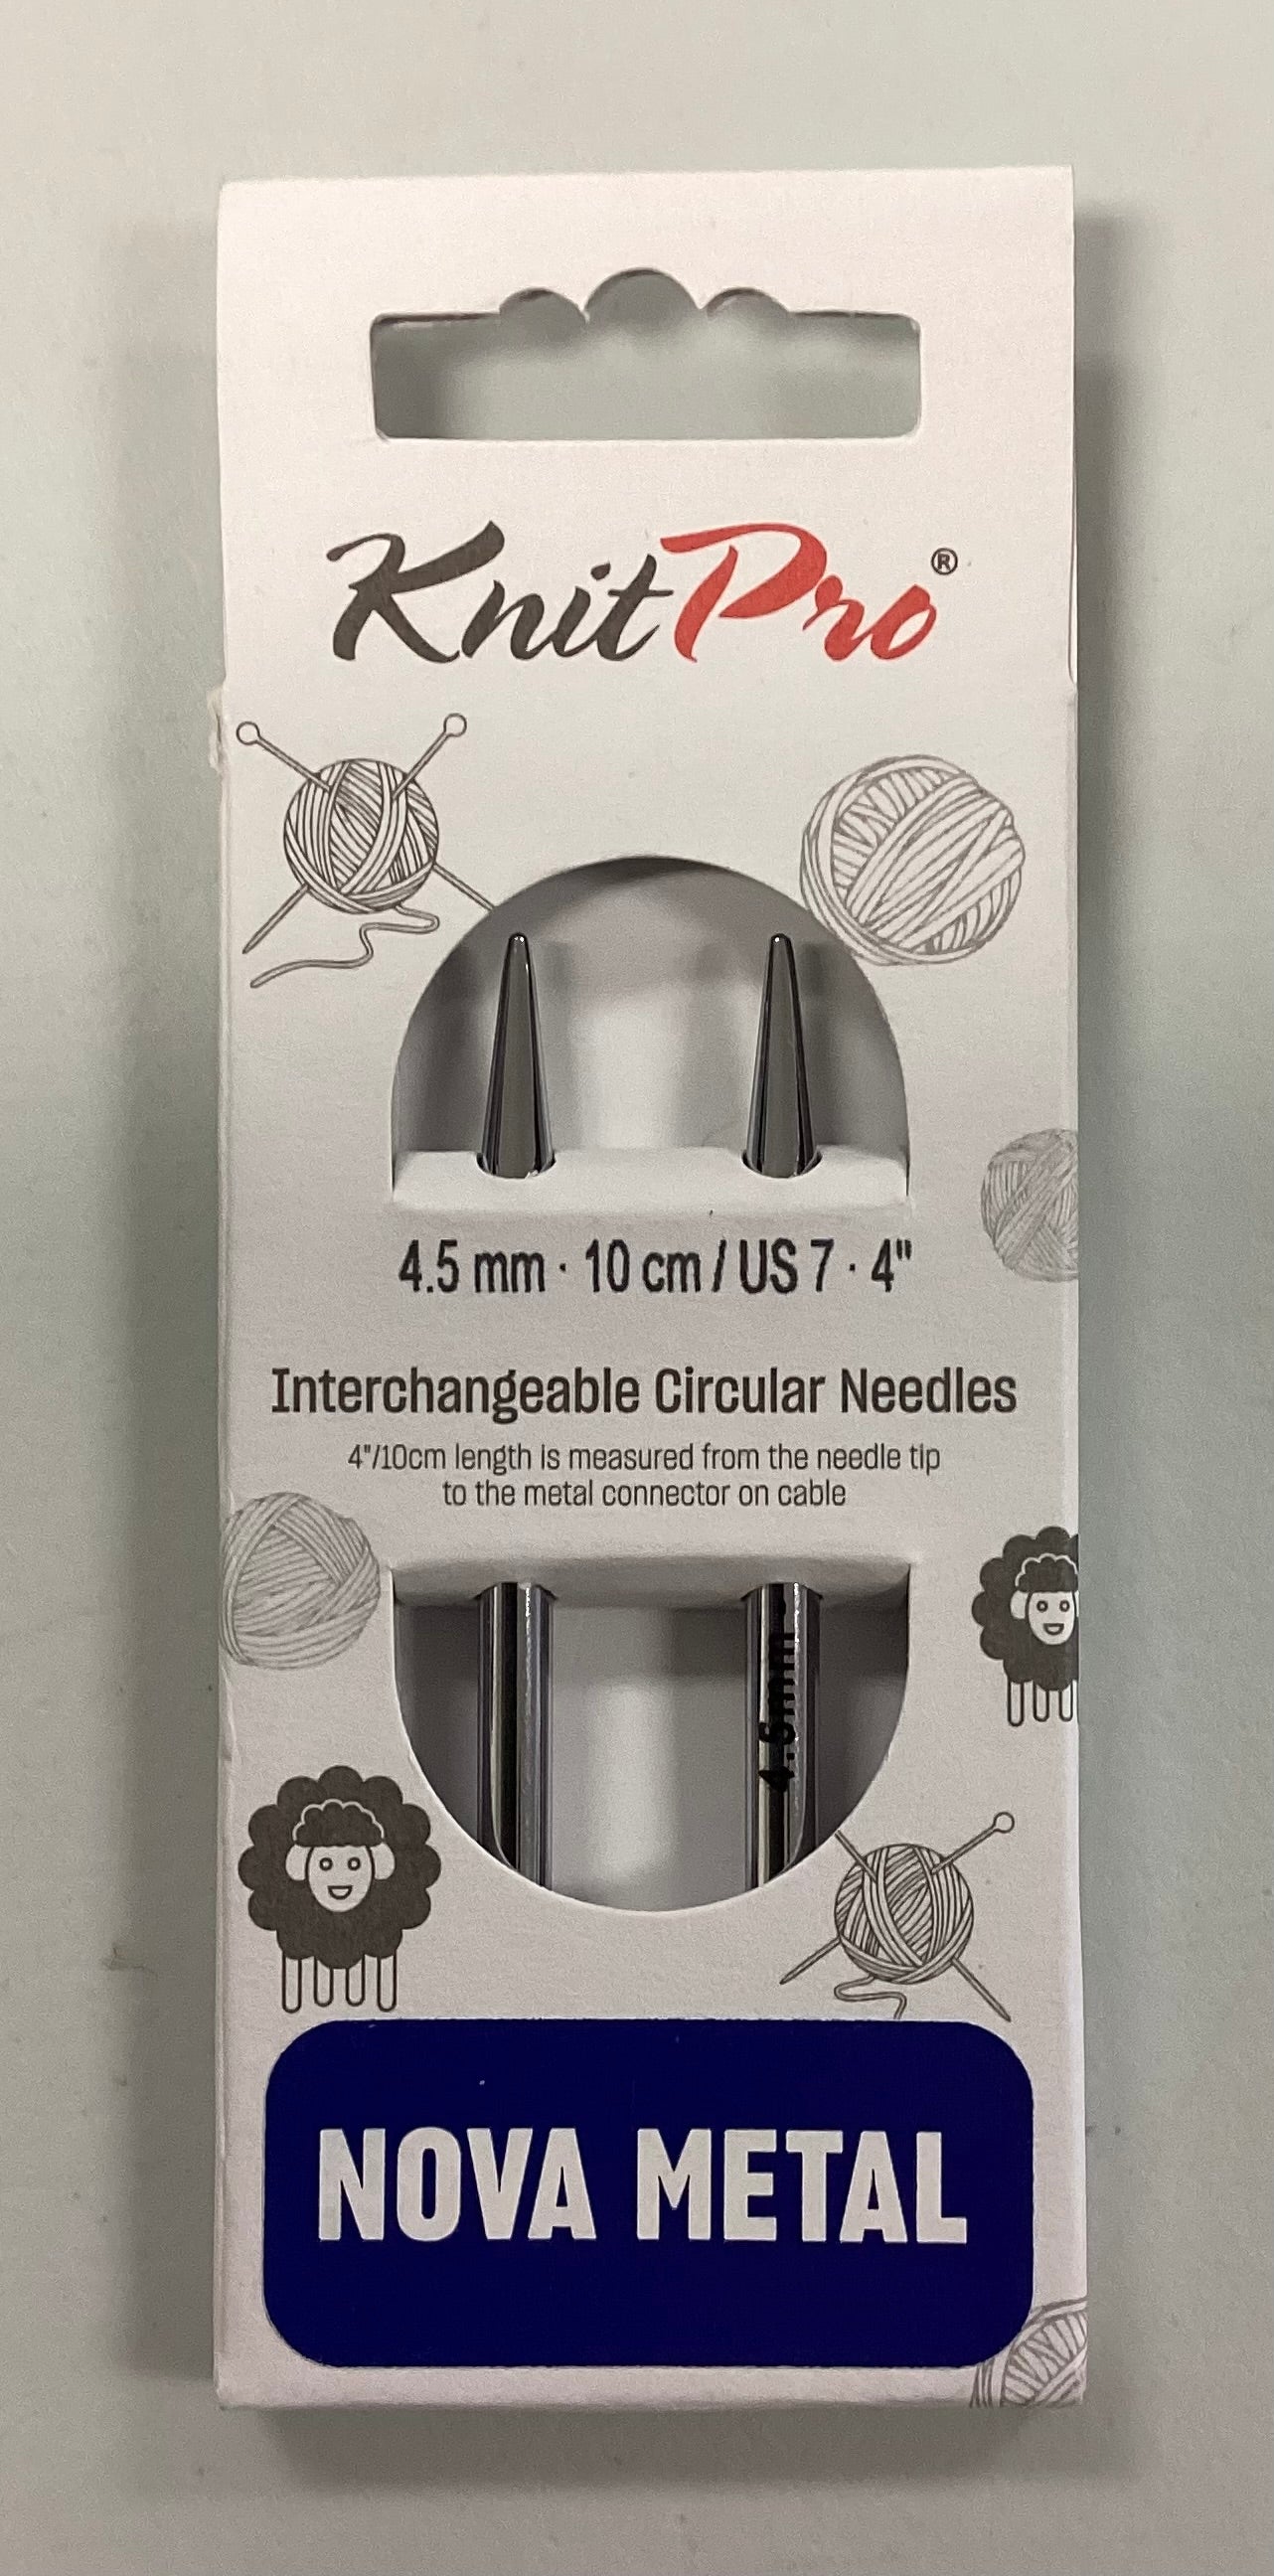 KnitPro®
4.5 mm · 10 cm / US 7 · 4"
Interchangeable Circular Needles
4"/10cm length is measured from the needle tip
to the metal connector on cable
4.5mm
NOVA METAL